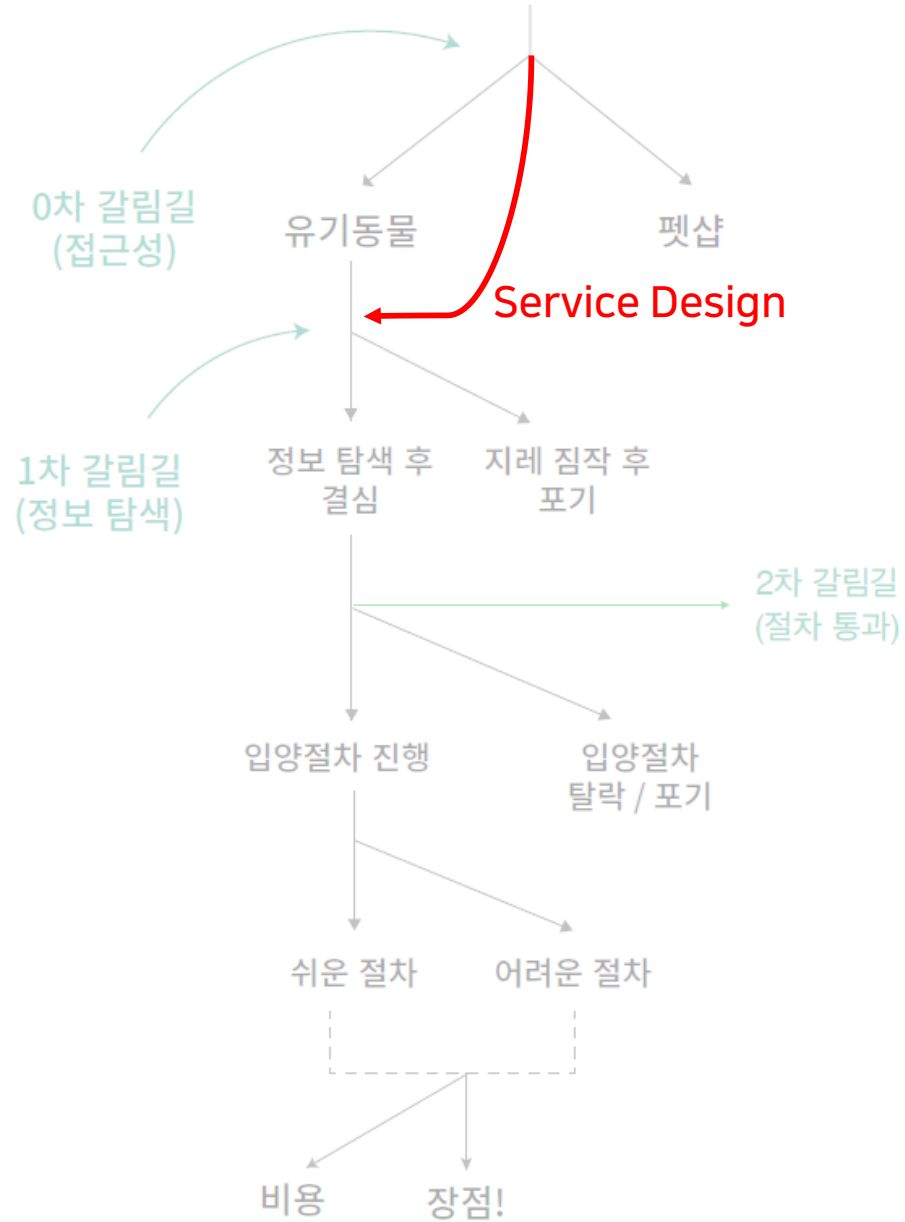 0차 갈림길
(접근성)
유기동물
펫샵
Service Design
1차 갈림길
(정보 탐색)
정보 탐색 후
결심
지레 짐작 후
포기
2차 갈림길
(절차 통과)
입양절차 진행
입양절차
탈락 / 포기
쉬운 절차
어려운 절차
비용
장점!